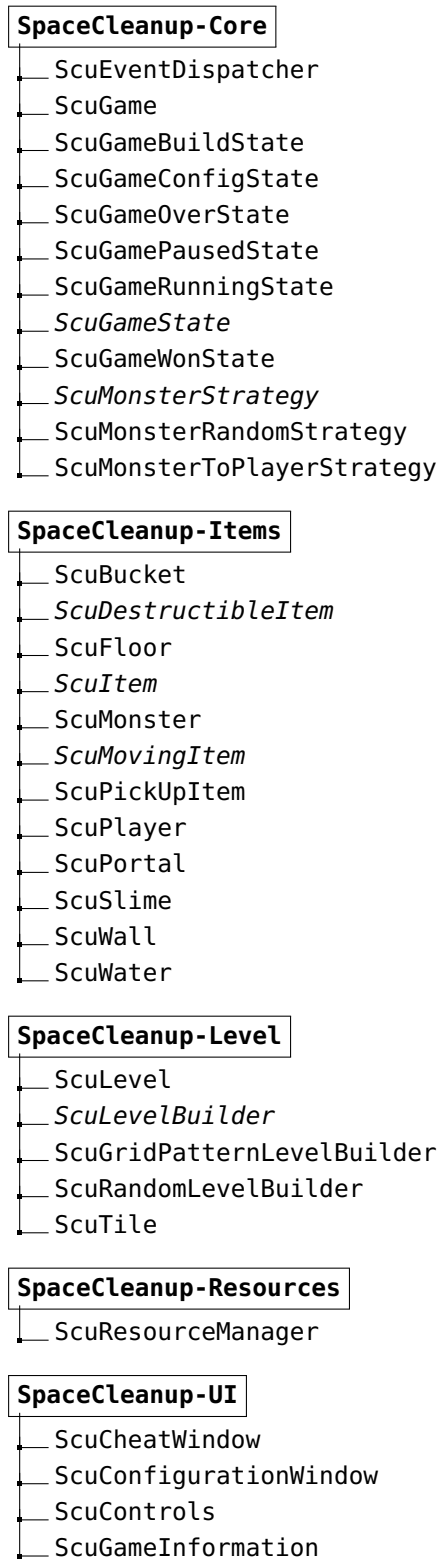 SpaceCleanup-Core
ScuEventDispatcher
ScuGame
ScuGameBuildState
ScuGameConfigState
ScuGameOverState
ScuGamePausedState
ScuGameRunningState
ScuGameState
ScuGameWonState
ScuMonsterStrategy
ScuMonsterRandomStrategy
ScuMonsterToPlayerStrategy
SpaceCleanup-Items
ScuBucket
ScuDestructibleItem
ScuFloor
ScuItem
ScuMonster
ScuMovingItem
ScuPickUpItem
ScuPlayer
ScuPortal
ScuSlime
ScuWall
ScuWater
SpaceCleanup-Level
ScuLevel
ScuLevelBuilder
ScuGridPatternLevelBuilder
ScuRandomLevelBuilder
ScuTile
SpaceCleanup-Resources
ScuResourceManager
SpaceCleanup-UI
ScuCheatWindow
ScuConfigurationWindow
ScuControls
ScuGameInformation